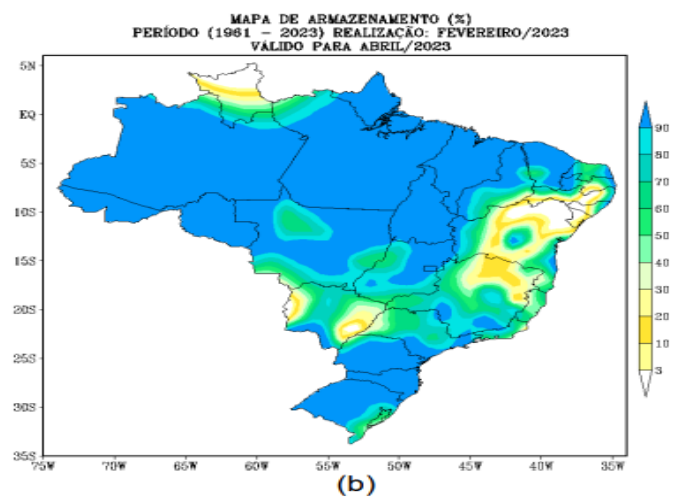 MAPA DE ARMAZENAMENTO (%)
PERÍODO (1961 – 2023) REALIZAÇÃO: FEVEREIRO/2023
VÁLIDO PARA ABRIL/2023
5N
EQ
5S
10S
15S
20S
25S
30S
35S
75W
70W
65W
60W
55W
50W
45W
40W
35W
90
80
70
60
50
40
30
20
10
3
(b)